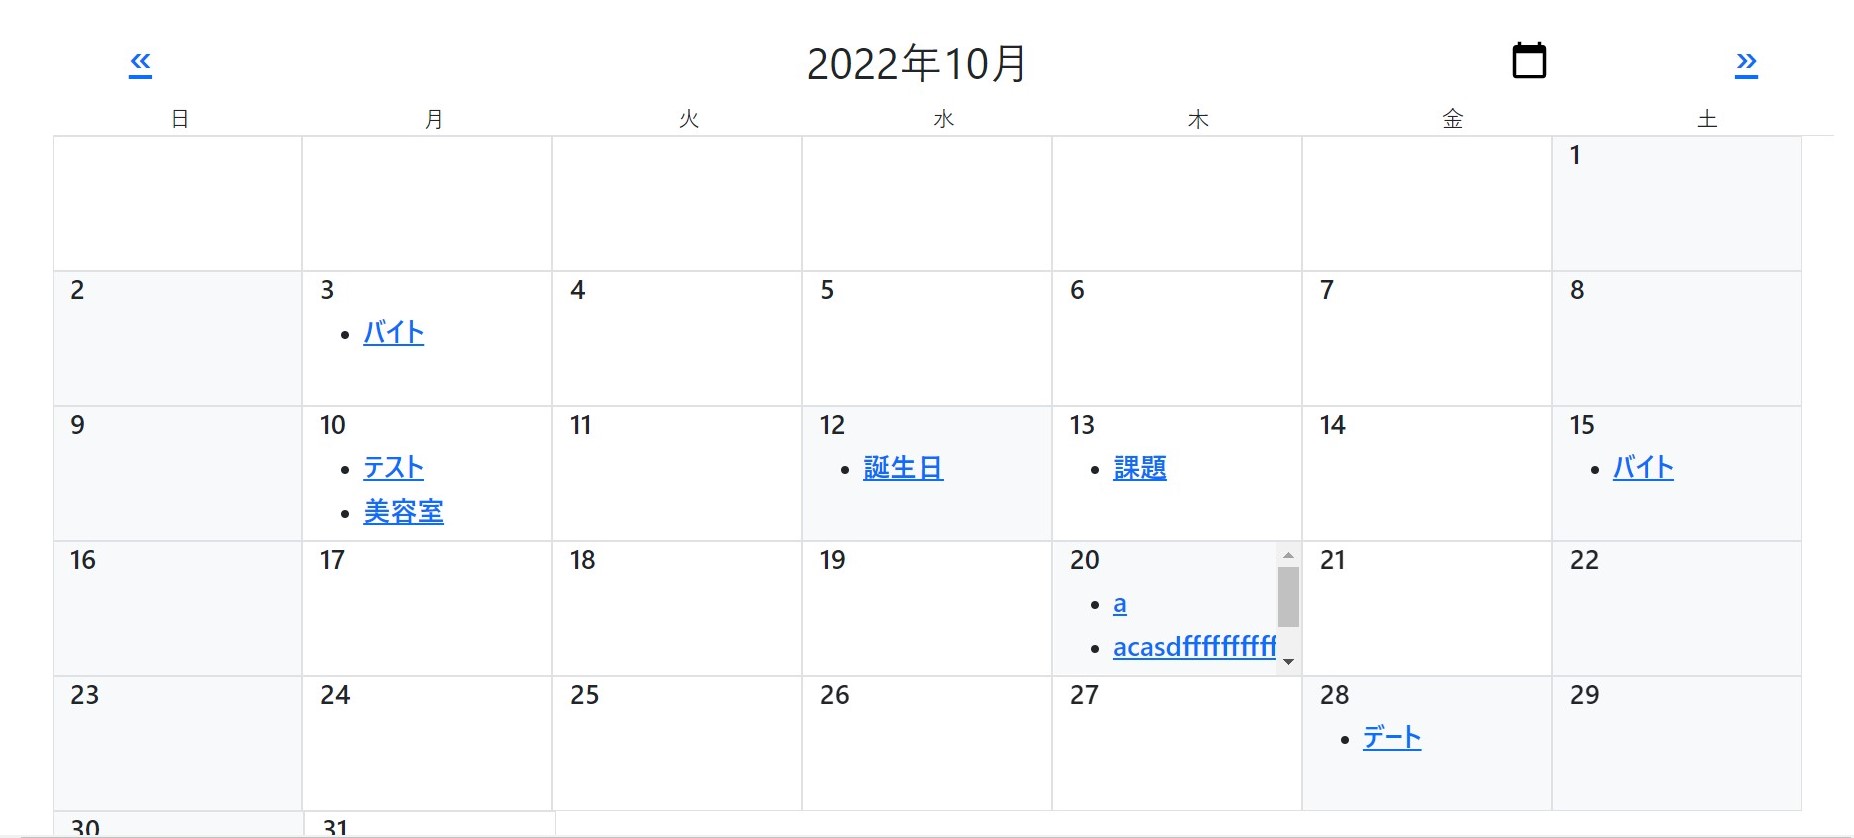 « 2022年10月 »
日 月 火 水 木 金 土
1
2 3 4 5 6 7 8
バイト
9 10 11 12 13 14 15
テスト 誕生日 課題 バイト
美容室
16 17 18 19 20 21 22
a
acasdffffffffff
23 24 25 26 27 28 29
デート
30 31